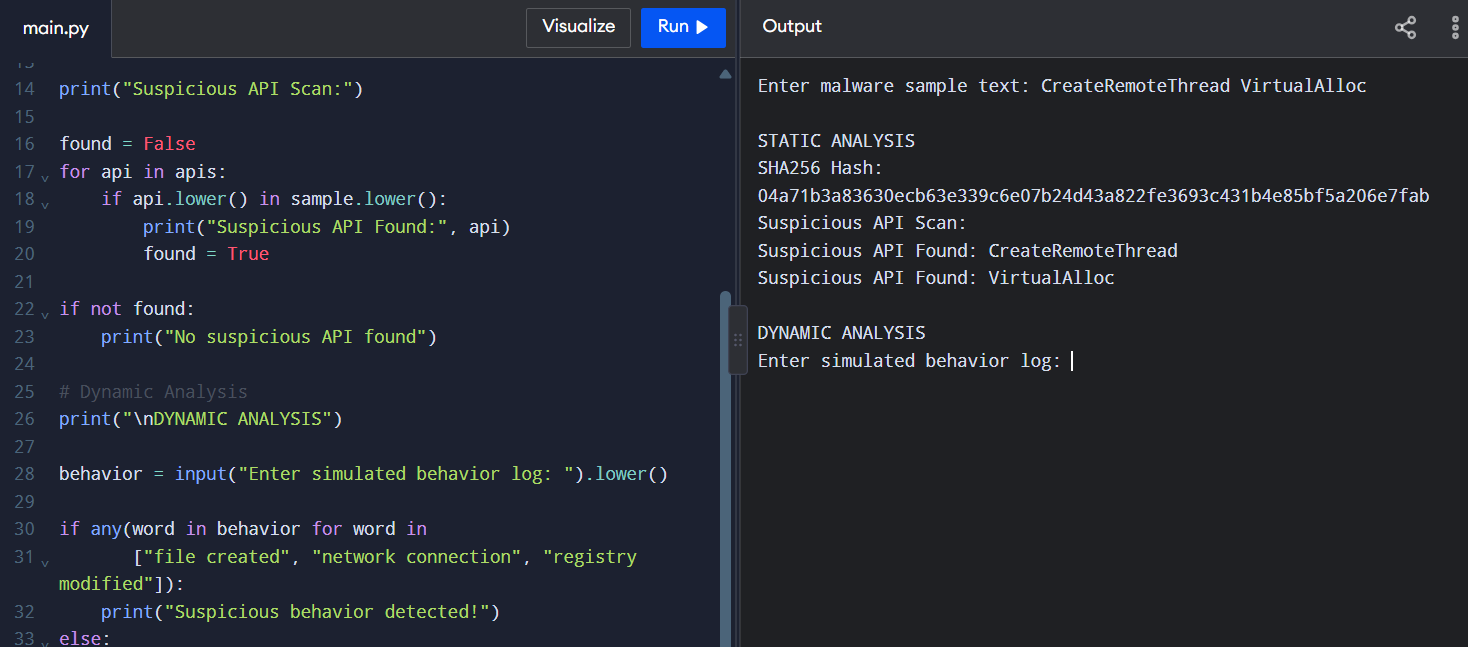 main.py
Visualize
Run
14 print("Suspicious API Scan:")
15
16 found = False
17 for api in apis:
18     if api.lower() in sample.lower():
19         print("Suspicious API Found:", api)
20         found = True
21
22 if not found:
23     print("No suspicious API found")
24
25 # Dynamic Analysis
26 print("\nDYNAMIC ANALYSIS")
27
28 behavior = input("Enter simulated behavior log: ").lower()
29
30 if any(word in behavior for word in
31        ["file created", "network connection", "registry
modified"]):
32     print("Suspicious behavior detected!")
33 else:
Output
Enter malware sample text: CreateRemoteThread VirtualAlloc
STATIC ANALYSIS
SHA256 Hash:
04a71b3a83630ecb63e339c6e07b24d43a822fe3693c431b4e85bf5a206e7fab
Suspicious API Scan:
Suspicious API Found: CreateRemoteThread
Suspicious API Found: VirtualAlloc
DYNAMIC ANALYSIS
Enter simulated behavior log: